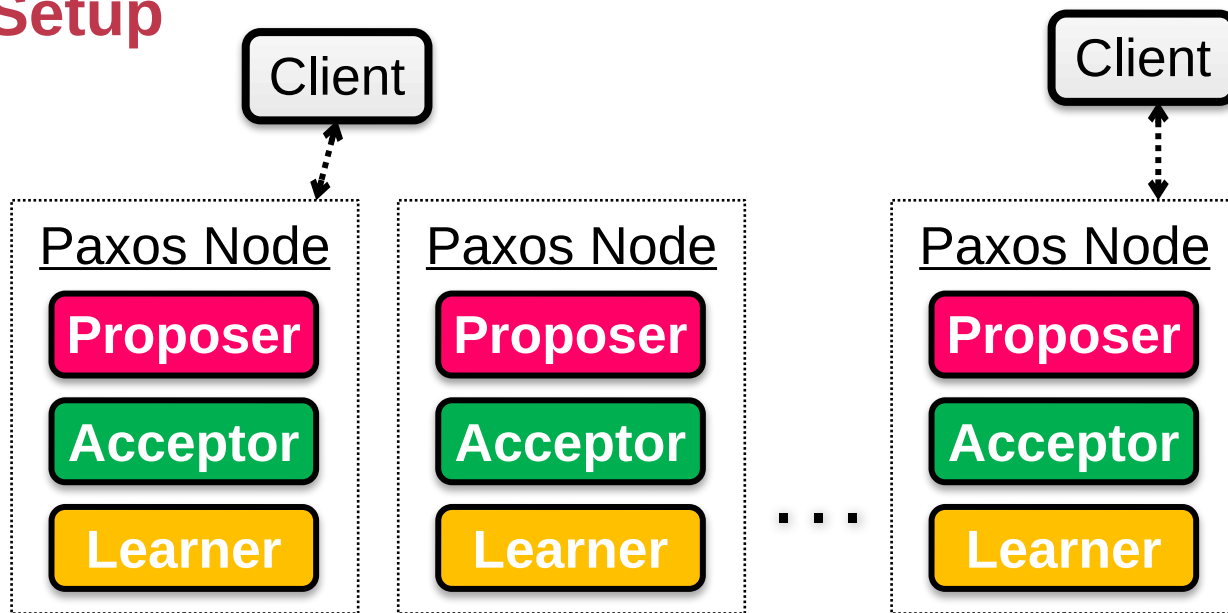 Setup
Client
Client
Paxos Node
Paxos Node
Paxos Node
Proposer
Proposer
Proposer
Acceptor
Acceptor
Acceptor
Learner
Learner
...
Learner